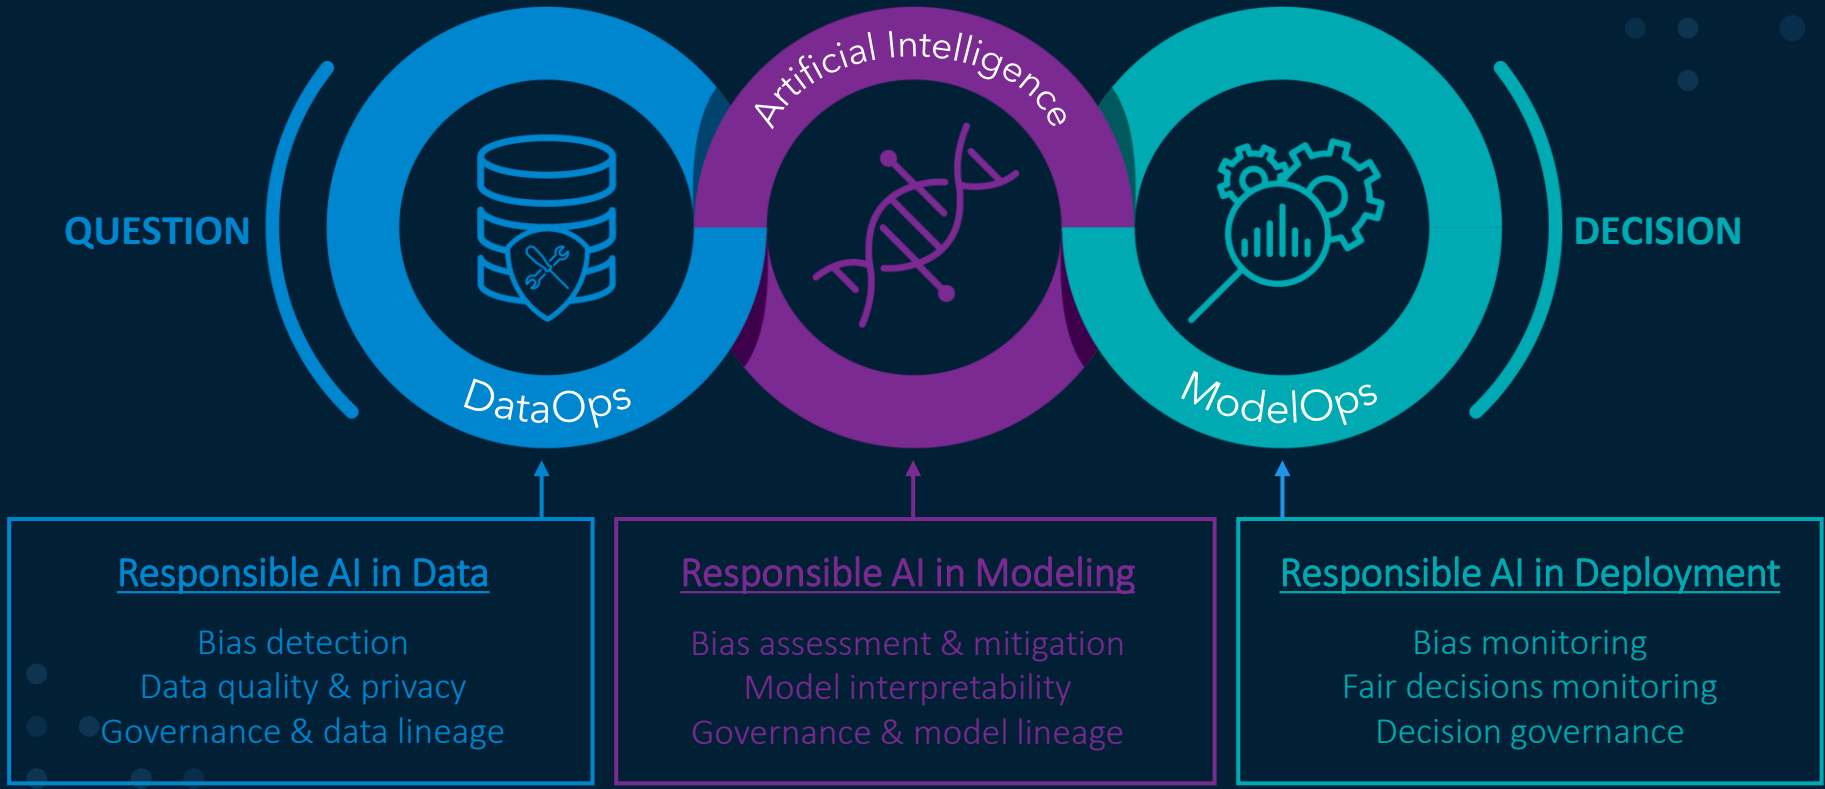 Artificial Intelligence
QUESTION
DECISION
DataOps
ModelOps
Responsible AI in Data
Bias detection
Data quality & privacy
Governance & data lineage
Responsible AI in Modeling
Bias assessment & mitigation
Model interpretability
Governance & model lineage
Responsible AI in Deployment
Bias monitoring
Fair decisions monitoring
Decision governance